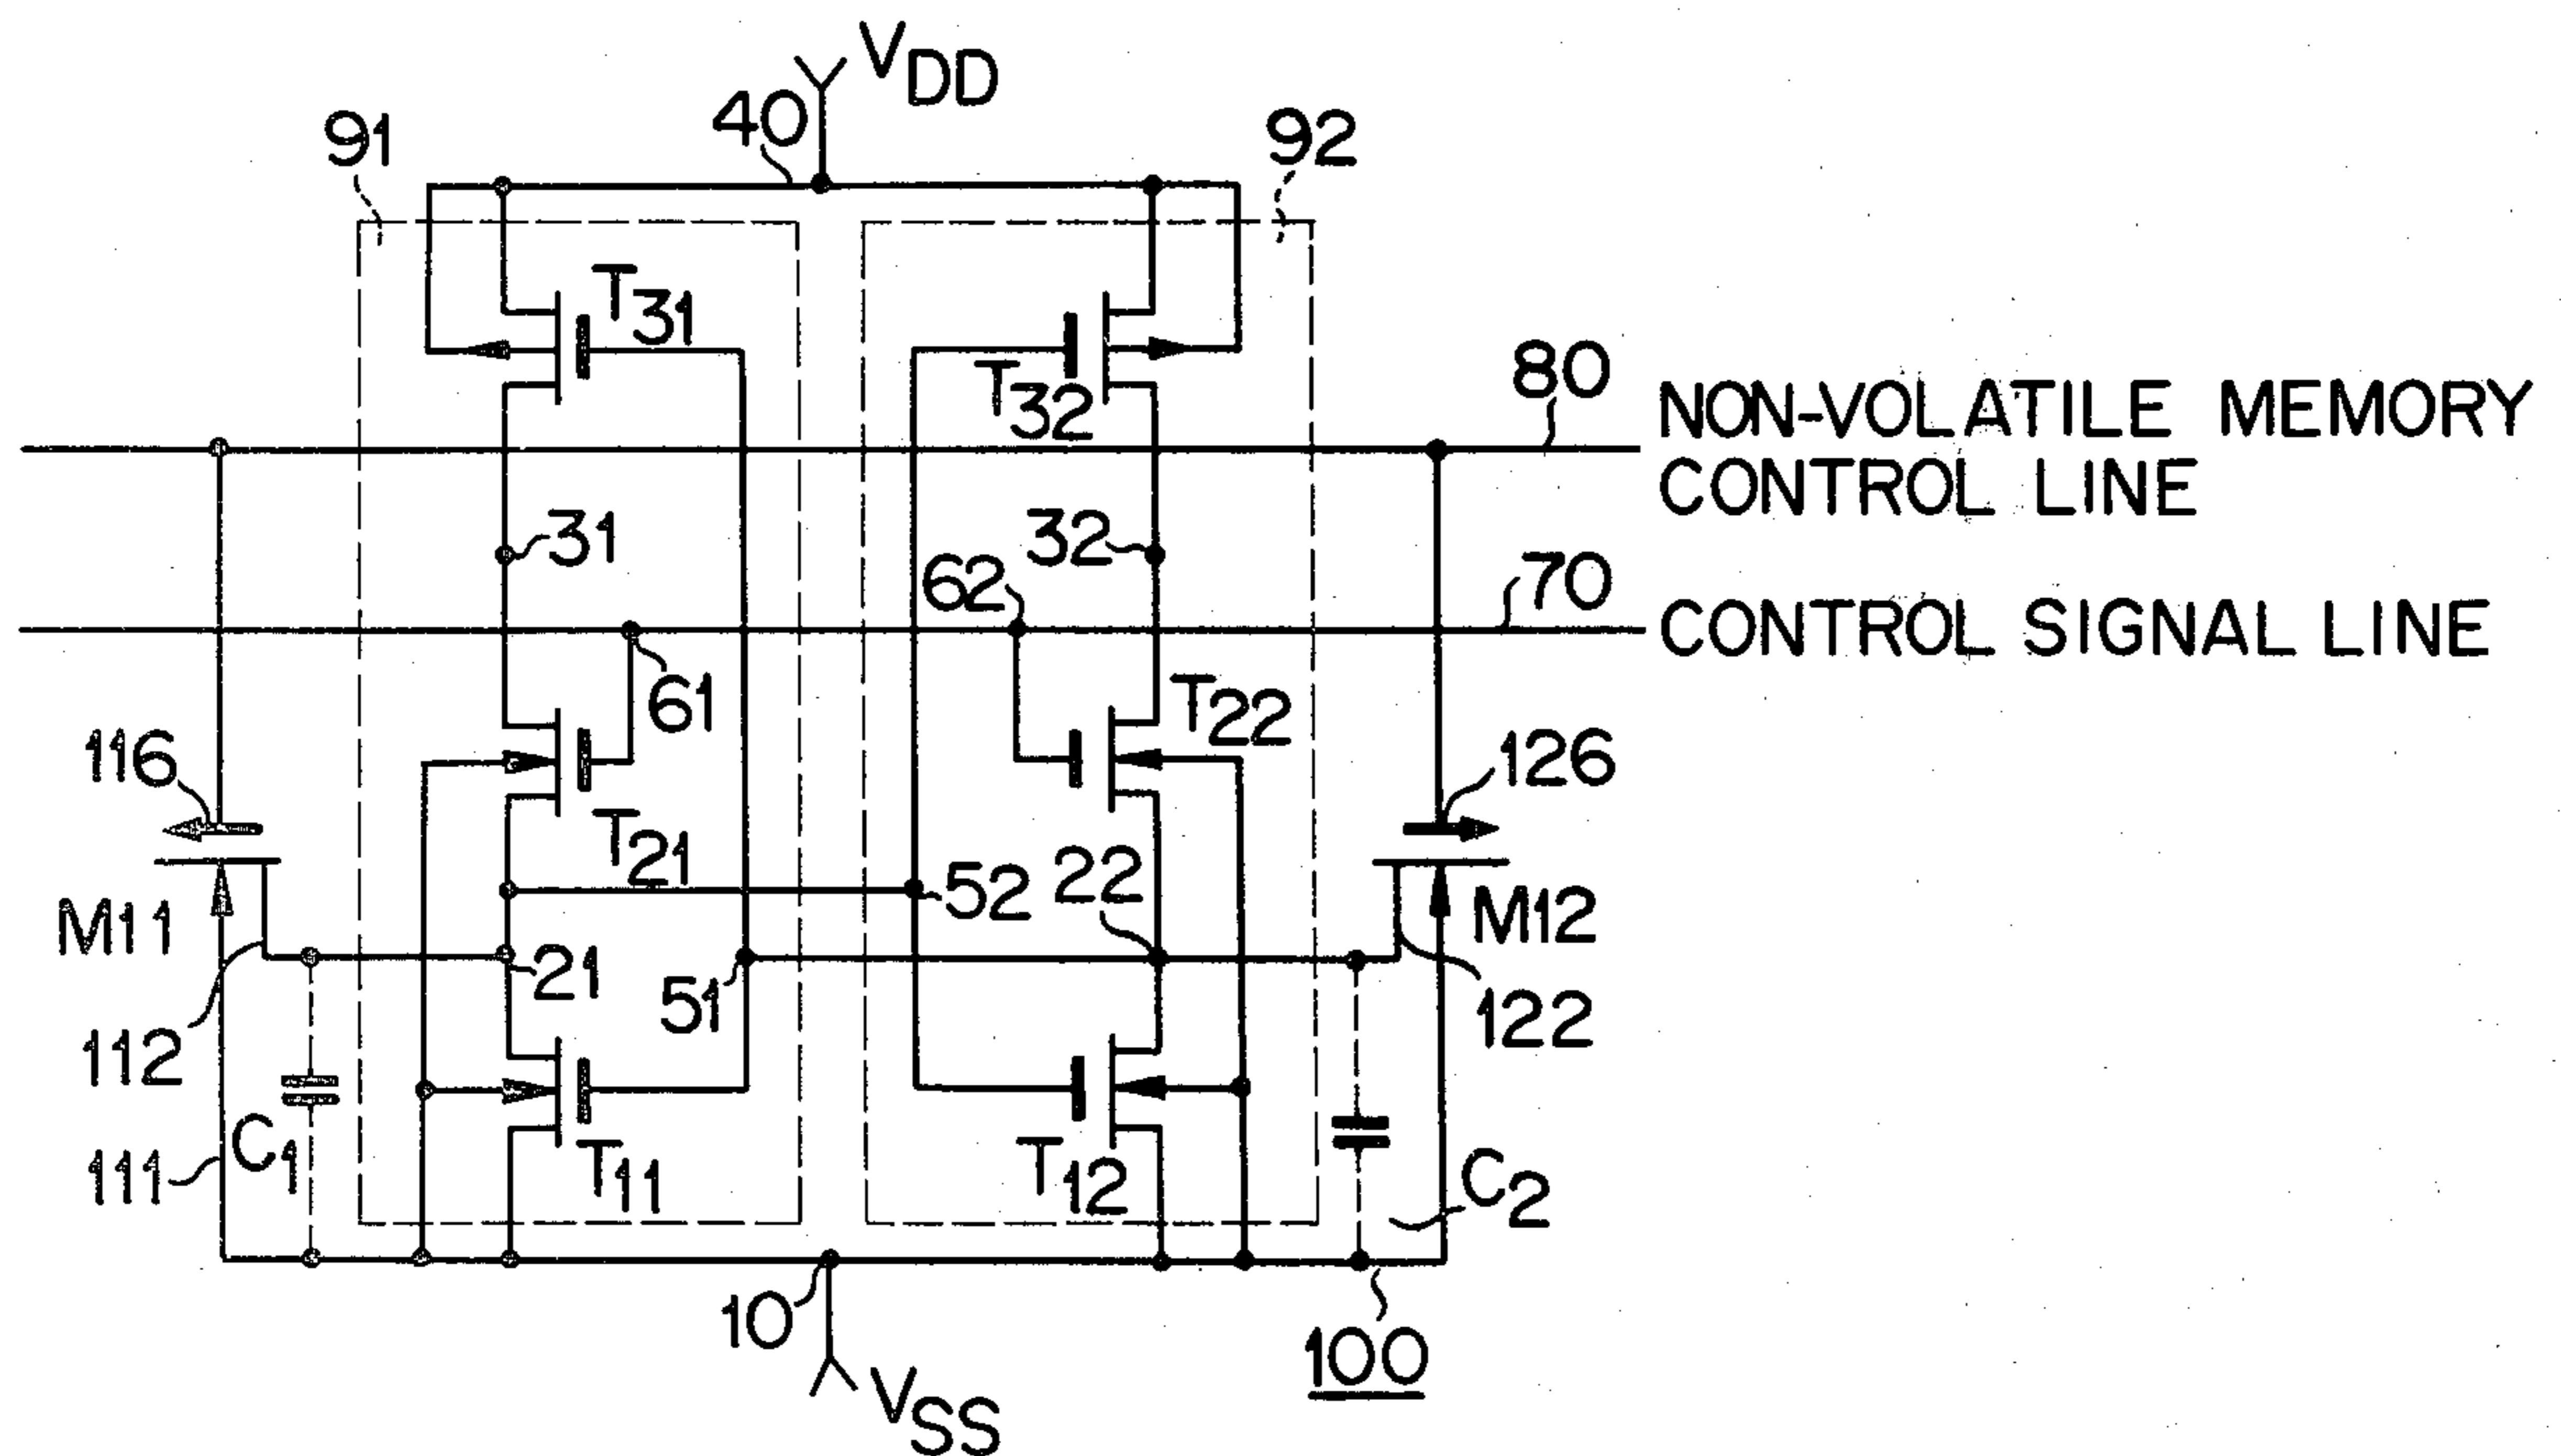 VDD
40
91
92
T31
T32
80
NON-VOLATILE MEMORY
CONTROL LINE
31
32
62
70
CONTROL SIGNAL LINE
61
T22
116
126
T21
22
52
M11
M12
21
51
122
112
C1
111
T11
T12
C2
10
100
VSS